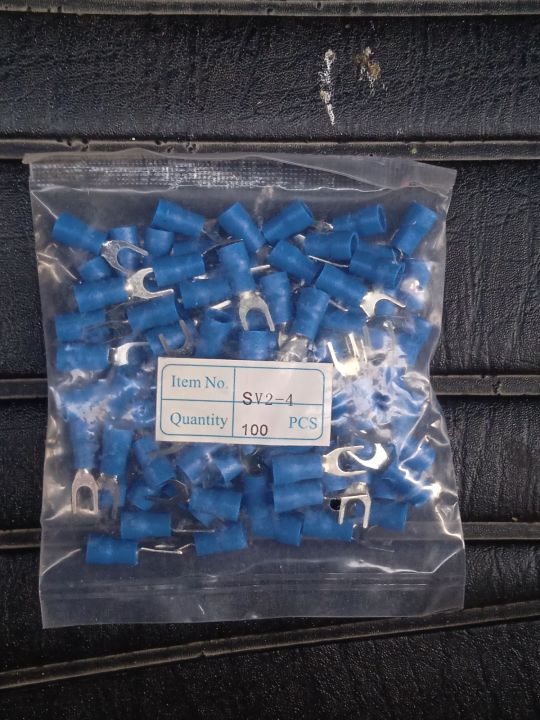 Item No. SV2-4
Quantity 100 PCS